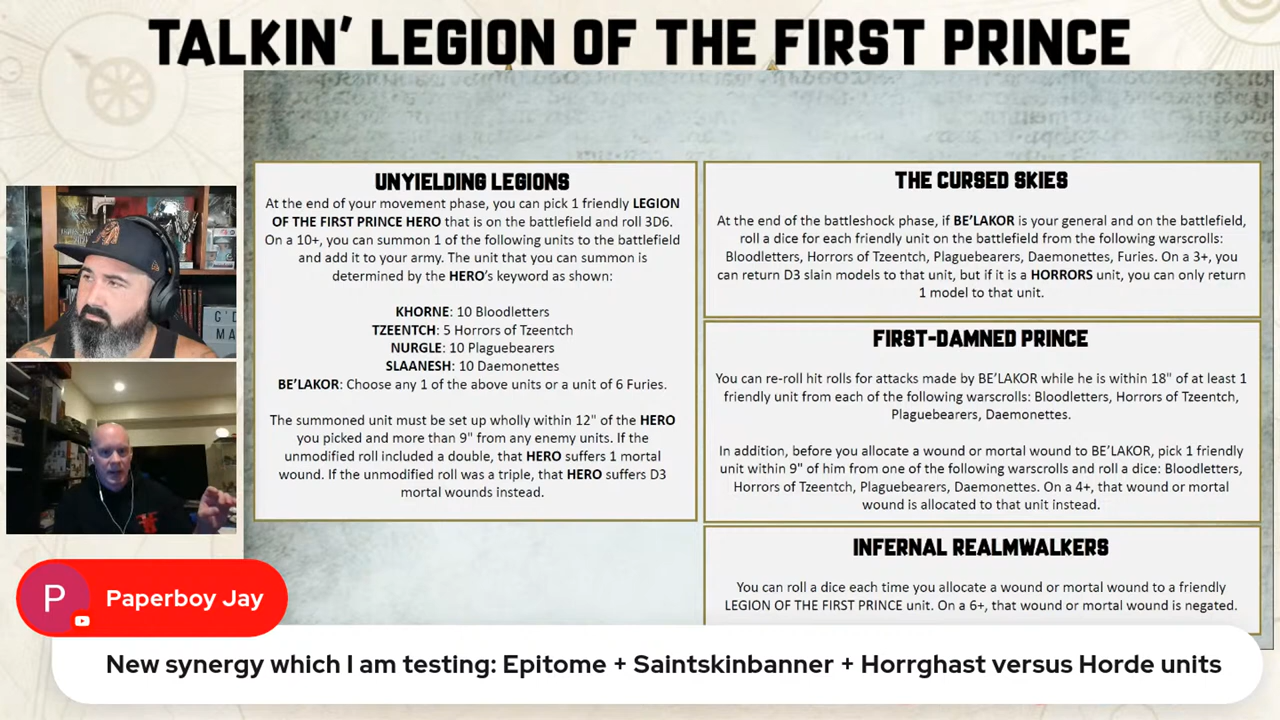 TALKIN' LEGION OF THE FIRST PRINCE
UNYIELDING LEGIONS
At the end of your movement phase, you can pick 1 friendly LEGION
OF THE FIRST PRINCE HERO that is on the battlefield and roll 3D6.
On a 10+, you can summon 1 of the following units to the battlefield
and add it to your army. The unit that you can summon is
determined by the HERO's keyword as shown:
KHORNE: 10 Bloodletters
TZEENTCH: 5 Horrors of Tzeentch
NURGLE: 10 Plaguebearers
SLAANESH: 10 Daemonettes
BE'LAKOR: Choose any 1 of the above units or a unit of 6 Furies.
The summoned unit must be set up wholly within 12" of the HERO
you picked and more than 9" from any enemy units. If the
unmodified roll included a double, that HERO suffers 1 mortal
wound. If the unmodified roll was a triple, that HERO suffers D3
mortal wounds instead.
THE CURSED SKIES
At the end of the battleshock phase, if BE'LAKOR is your general and on the battlefield,
roll a dice for each friendly unit on the battlefield from the following warscrolls:
Bloodletters, Horrors of Tzeentch, Plaguebearers, Daemonettes, Furies. On a 3+, you
can return D3 slain models to that unit, but if it is a HORRORS unit, you can only return
1 model to that unit.
FIRST-DAMNED PRINCE
You can re-roll hit rolls for attacks made by BE'LAKOR while he is within 18" of at least 1
friendly unit from each of the following warscrolls: Bloodletters, Horrors of Tzeentch,
Plaguebearers, Daemonettes.
In addition, before you allocate a wound or mortal wound to BE'LAKOR, pick 1 friendly
unit within 9" of him from one of the following warscrolls and roll a dice: Bloodletters,
Horrors of Tzeentch, Plaguebearers, Daemonettes. On a 4+, that wound or mortal
wound is allocated to that unit instead.
INFERNAL REALMWALKERS
You can roll a dice each time you allocate a wound or mortal wound to a friendly
LEGION OF THE FIRST PRINCE unit. On a 6+, that wound or mortal wound is negated.
P
Paperboy Jay
New synergy which I am testing: Epitome + Saintskinbanner + Horrghast versus Horde units